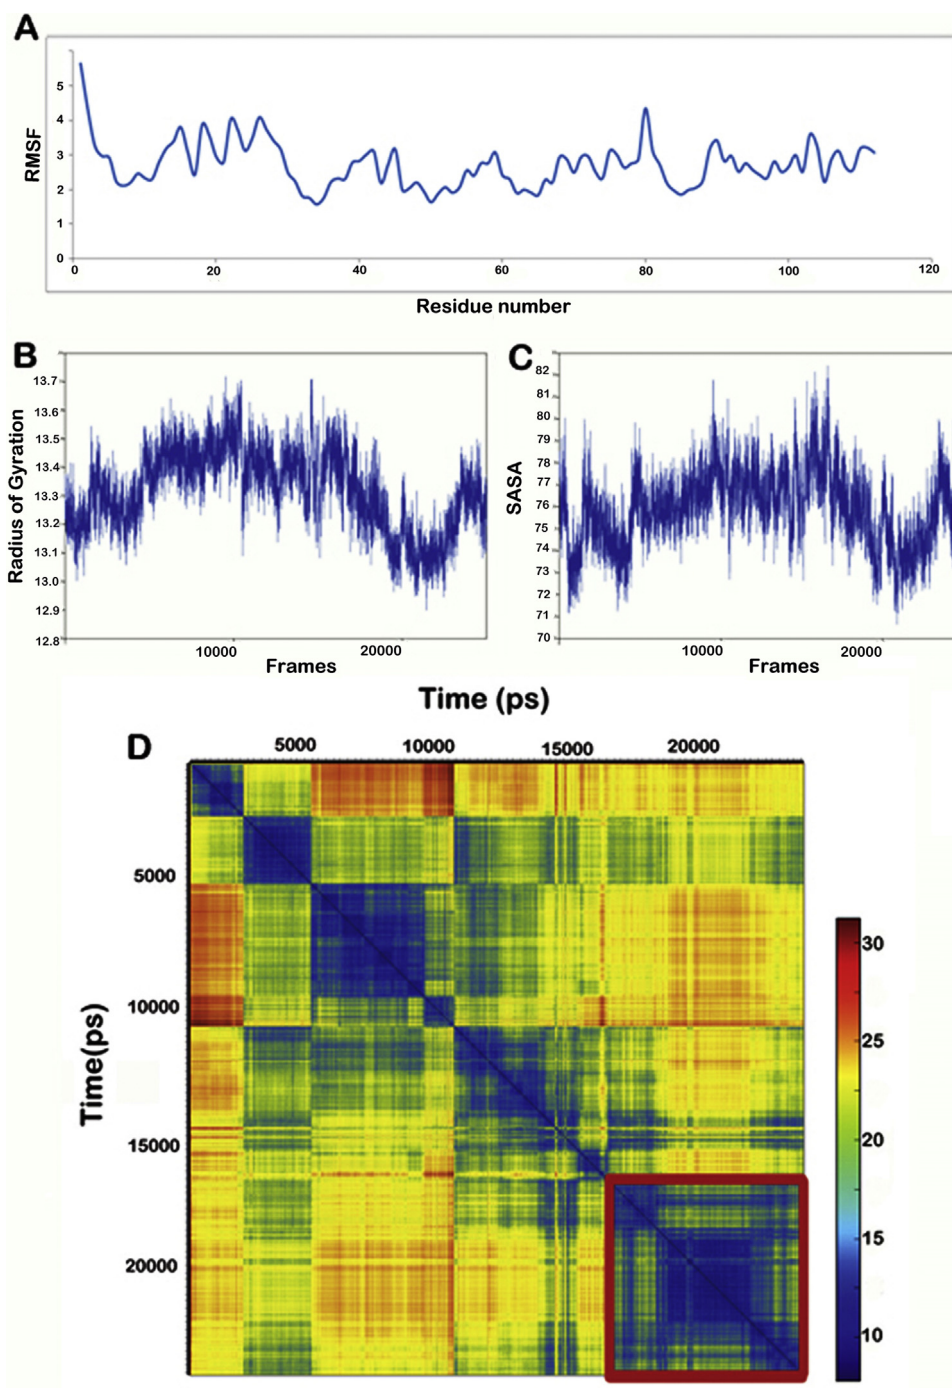 A
RMSF
5
4
3
2
1
0
0 20 40 60 80 100 120
Residue number
B
Radius of Gyration
13.7
13.6
13.5
13.4
13.3
13.2
13.1
13.0
12.9
12.8
10000 20000
Frames
C
SASA
82
81
80
79
78
77
76
75
74
73
72
71
70
10000 20000
Frames
Time (ps)
D
5000 10000 15000 20000
Time(ps)
5000
10000
15000
20000
30
25
20
15
10